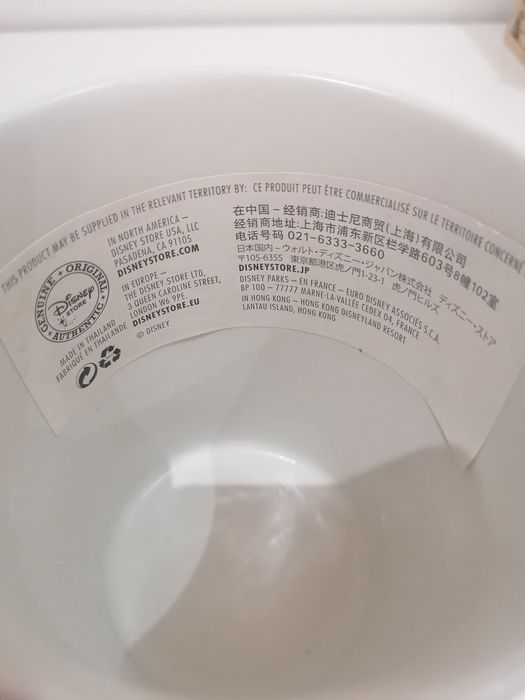 THIS PRODUCT MAY BE SUPPLIED IN THE RELEVANT TERRITORY BY: CE PRODUIT PEUT ÊTRE COMMERCIALISÉ SUR LE TERRITOIRE CONCERNÉ
GENUINE • ORIGINAL • AUTHENTIC •
DISNEY
STORE
MADE IN THAILAND
FABRIQUÉ EN THAILANDE
IN NORTH AMERICA –
DISNEY STORE USA, LLC
PASADENA, CA 91105
DISNEYSTORE.COM
IN EUROPE –
THE DISNEY STORE LTD,
3 QUEEN CAROLINE STREET,
LONDON W6 9PE.
DISNEYSTORE.EU
© DISNEY
在中国 – 经销商:迪士尼商贸(上海)有限公司
经销商地址:上海市浦东新区栏学路603号8幢102室
电话号码 021-6333-3660
日本国内 – ウォルト・ディズニー・ジャパン株式会社 ディズニー・ストア
〒105-6355 東京都港区虎ノ門1-23-1 虎ノ門ヒルズ
DISNEYSTORE.JP
DISNEY PARKS – EN FRANCE – EURO DISNEY ASSOCIÉS S.C.A.
BP 100 – 77777 MARNE-LA-VALLÉE CEDEX 04, FRANCE
IN HONG KONG – HONG KONG DISNEYLAND RESORT
LANTAU ISLAND, HONG KONG